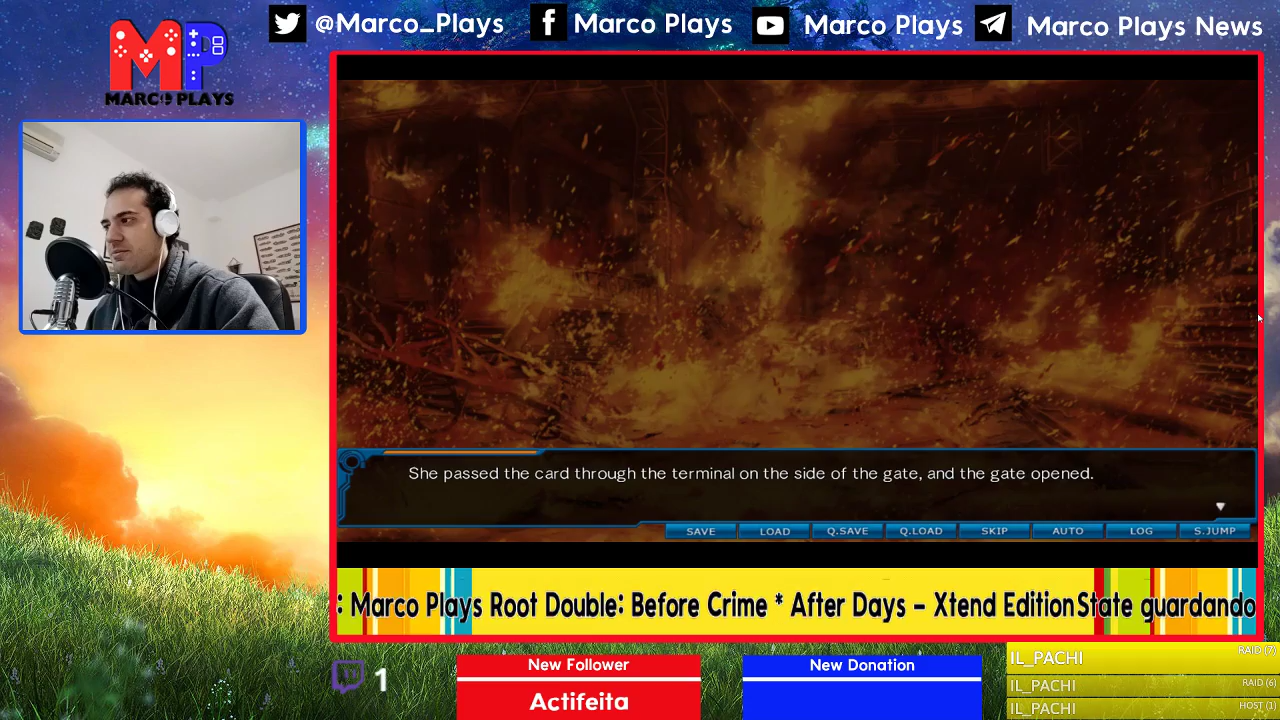 @Marco_Plays
Marco Plays
Marco Plays
Marco Plays News
MP
MARCO PLAYS
She passed the card through the terminal on the side of the gate, and the gate opened.
SAVE
LOAD
Q.SAVE
Q.LOAD
SKIP
AUTO
LOG
S.JUMP
: Marco Plays Root Double: Before Crime * After Days - Xtend Edition State guardando
1
New Follower
Actifeita
New Donation
IL_PACHI RAID (7)
IL_PACHI RAID (6)
IL_PACHI HOST (1)